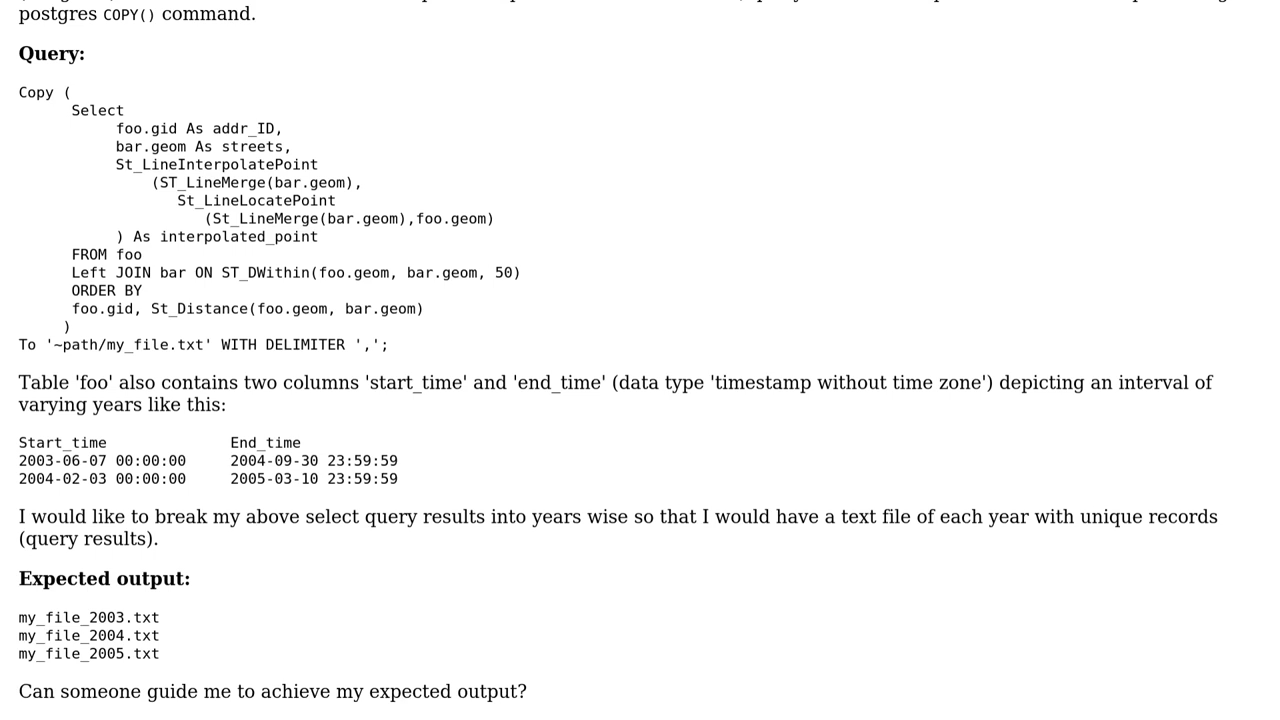 postgres COPY() command.
Query:
Copy (
Select
foo.gid As addr_ID,
bar.geom As streets,
St_LineInterpolatePoint
(ST_LineMerge(bar.geom),
St_LineLocatePoint
(St_LineMerge(bar.geom),foo.geom)
) As interpolated_point
FROM foo
Left JOIN bar ON ST_DWithin(foo.geom, bar.geom, 50)
ORDER BY
foo.gid, St_Distance(foo.geom, bar.geom)
)
To '~path/my_file.txt' WITH DELIMITER ',';
Table 'foo' also contains two columns 'start_time' and 'end_time' (data type 'timestamp without time zone') depicting an interval of
varying years like this:
Start_time End_time
2003-06-07 00:00:00 2004-09-30 23:59:59
2004-02-03 00:00:00 2005-03-10 23:59:59
I would like to break my above select query results into years wise so that I would have a text file of each year with unique records
(query results).
Expected output:
my_file_2003.txt
my_file_2004.txt
my_file_2005.txt
Can someone guide me to achieve my expected output?